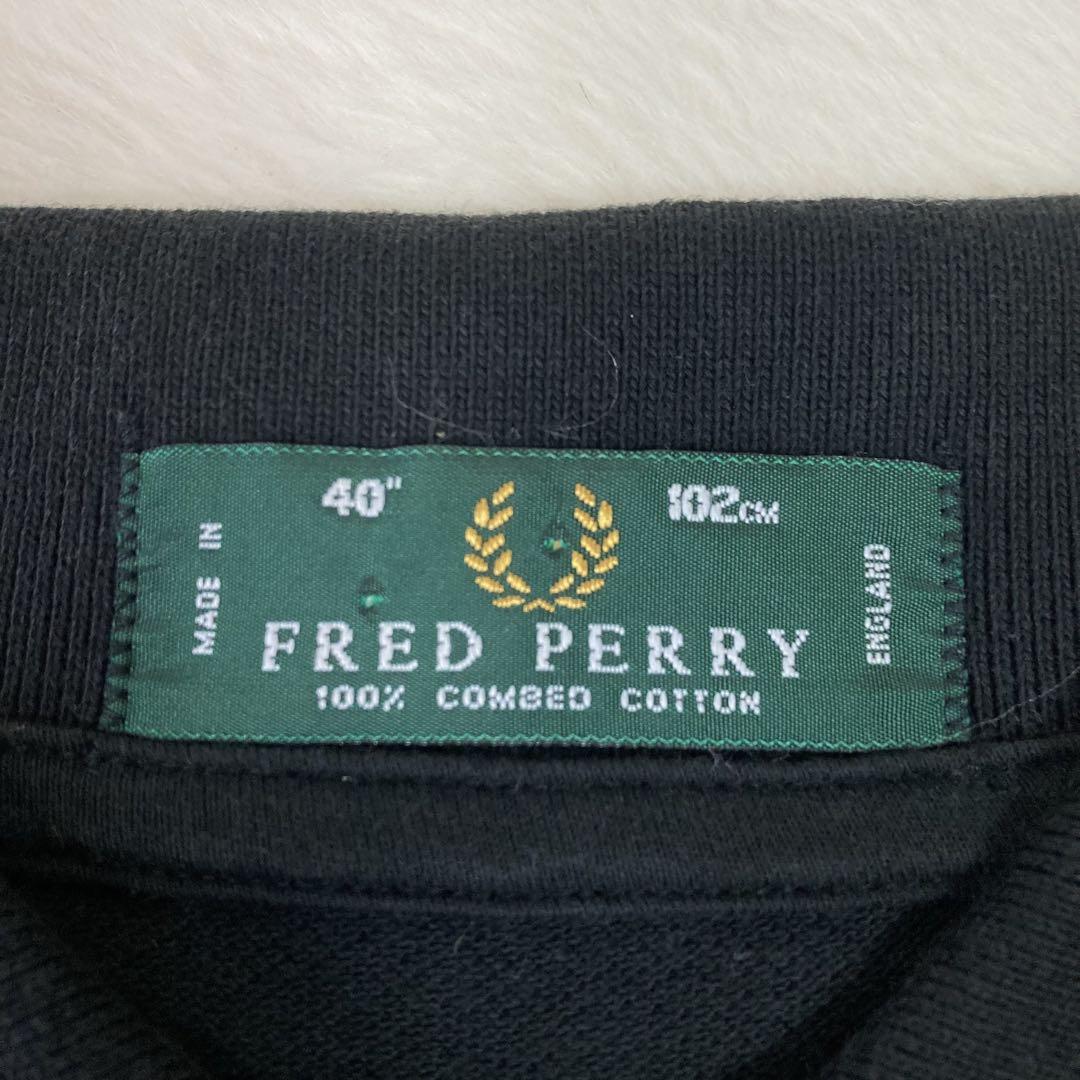 40" 102CM
MADE IN
ENGLAND
FRED PERRY
100% COMBED COTTON